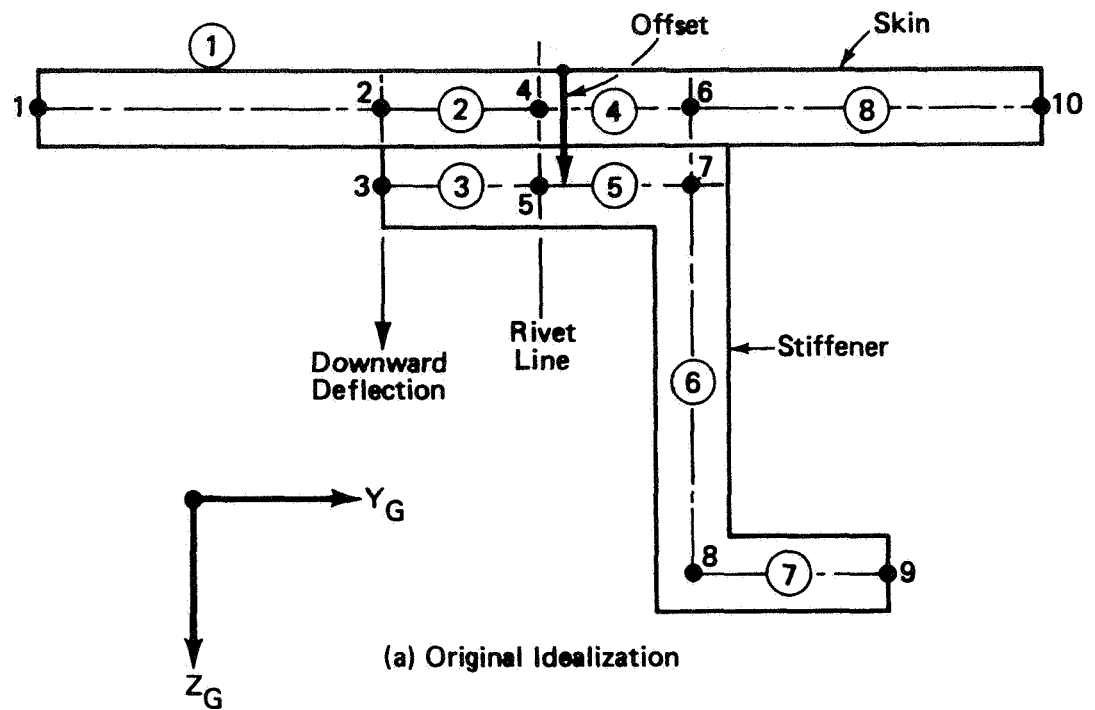 Offset
Skin
1
1
2
2
4
4
6
8
10
3
3
5
5
7
Downward
Deflection
Rivet
Line
Stiffener
6
Y_G
8
7
9
Z_G
(a) Original Idealization